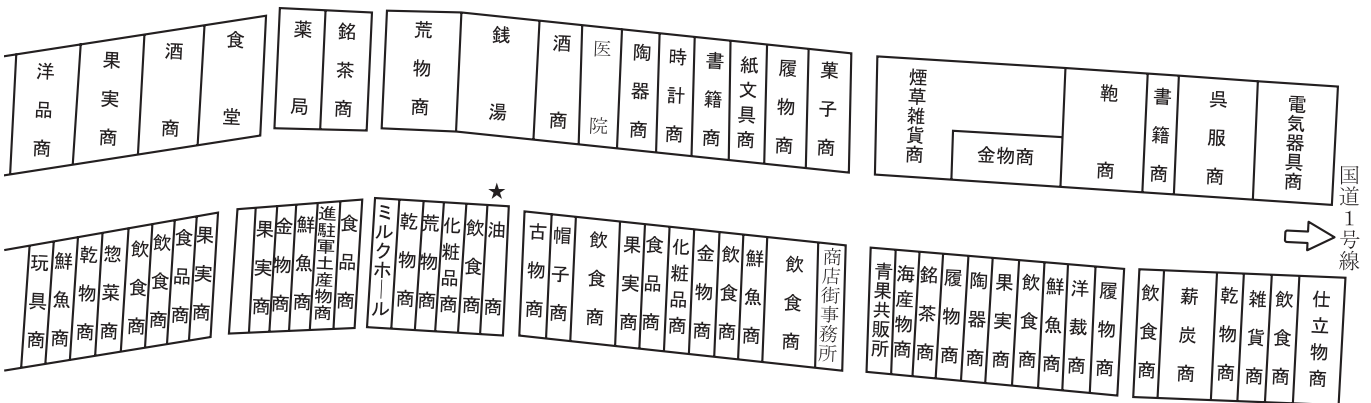 洋品商
果実商
酒商
食堂
薬局
銘茶商
荒物商
銭湯
酒商
医院
陶器商
時計商
書籍商
紙文具商
履物商
菓子商
煙草雑貨商
金物商
鞄商
書籍商
呉服商
電気器具商
国道1号線
★
玩具商
鮮魚商
乾物商
惣菜商
飲食商
飲食商
食品商
果実商
果実商
金物商
鮮魚商
進駐軍土産物商
食品商
ミルクホール
乾物商
荒物商
化粧品商
飲食商
油商
古物商
帽子商
飲食商
果実商
食品商
化粧品商
金物商
飲食商
鮮魚商
飲食商
商店街事務所
青果共販所
海産物商
銘茶商
履物商
陶器商
果実商
飲食商
鮮魚商
洋裁商
履物商
飲食商
薪炭商
乾物商
雑貨商
飲食商
仕立物商